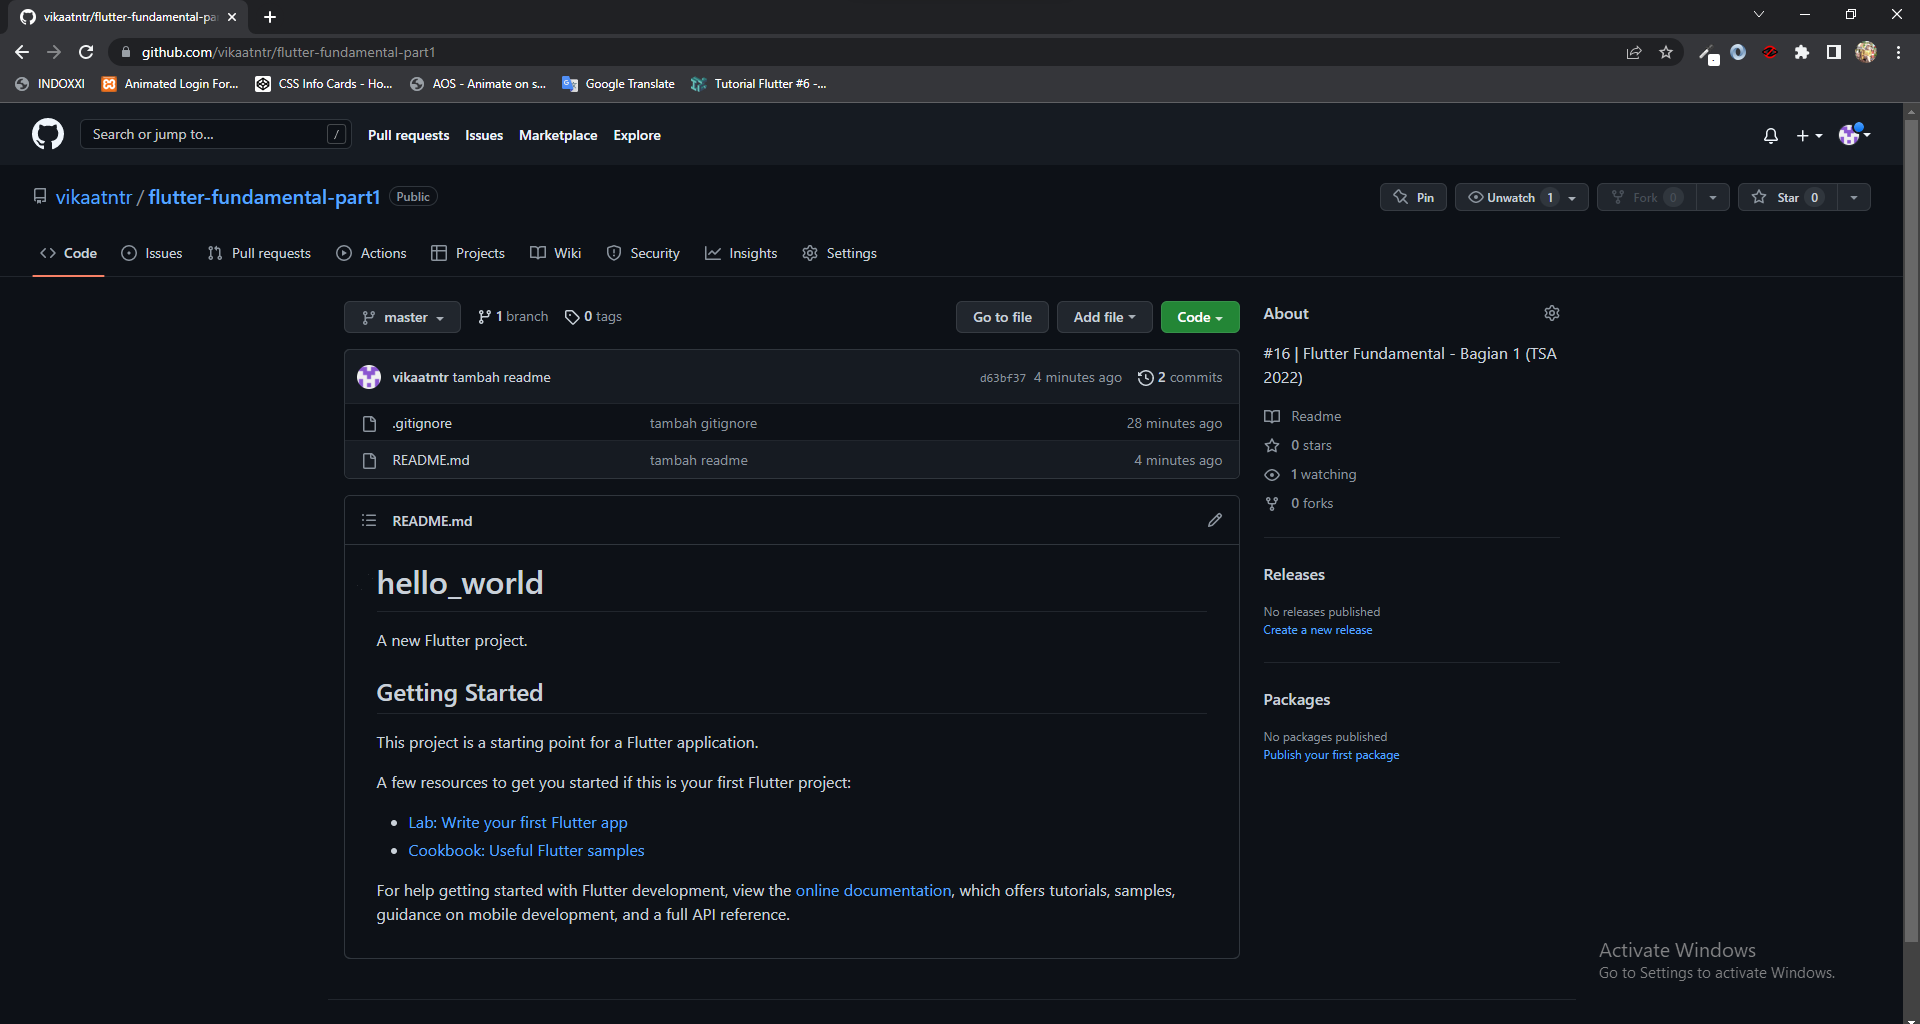 vikaatntr/flutter-fundamental-pa
github.com/vikaatntr/flutter-fundamental-part1
INDOXXI Animated Login For... CSS Info Cards - Ho... AOS - Animate on s... Google Translate Tutorial Flutter #6 -...
Search or jump to... / Pull requests Issues Marketplace Explore
vikaatntr / flutter-fundamental-part1 Public Pin Unwatch 1 Fork 0 Star 0
Code Issues Pull requests Actions Projects Wiki Security Insights Settings
master 1 branch 0 tags Go to file Add file Code
vikaatntr tambah readme d63bf37 4 minutes ago 2 commits
.gitignore tambah gitignore 28 minutes ago
README.md tambah readme 4 minutes ago
README.md
hello_world
A new Flutter project.
Getting Started
This project is a starting point for a Flutter application.
A few resources to get you started if this is your first Flutter project:
Lab: Write your first Flutter app
Cookbook: Useful Flutter samples
For help getting started with Flutter development, view the online documentation, which offers tutorials, samples,
guidance on mobile development, and a full API reference.
About
#16 | Flutter Fundamental - Bagian 1 (TSA
2022)
Readme
0 stars
1 watching
0 forks
Releases
No releases published
Create a new release
Packages
No packages published
Publish your first package
Activate Windows
Go to Settings to activate Windows.